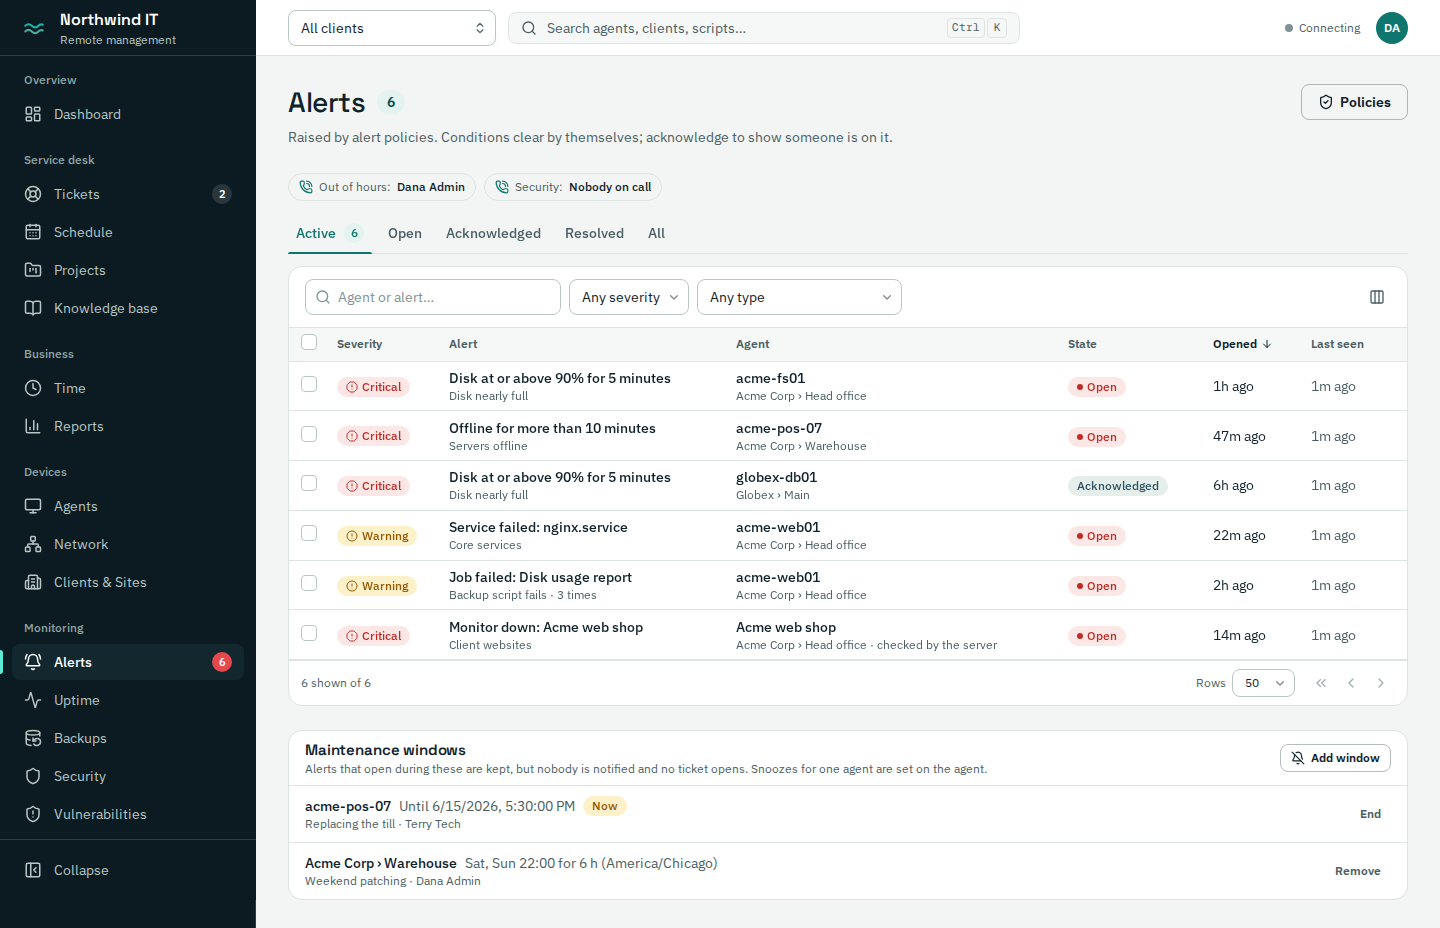 Northwind IT
Remote management
All clients
Search agents, clients, scripts...
Ctrl K
Connecting
DA
Overview
Dashboard
Service desk
Tickets 2
Schedule
Projects
Knowledge base
Business
Time
Reports
Devices
Agents
Network
Clients & Sites
Monitoring
Alerts 6
Uptime
Backups
Security
Vulnerabilities
Collapse
Alerts 6
Policies
Raised by alert policies. Conditions clear by themselves; acknowledge to show someone is on it.
Out of hours: Dana Admin
Security: Nobody on call
Active 6 Open Acknowledged Resolved All
Agent or alert...
Any severity
Any type
Severity Alert Agent State Opened Last seen
Critical Disk at or above 90% for 5 minutes acme-fs01 Open 1h ago 1m ago
Disk nearly full Acme Corp › Head office
Critical Offline for more than 10 minutes acme-pos-07 Open 47m ago 1m ago
Servers offline Acme Corp › Warehouse
Critical Disk at or above 90% for 5 minutes globex-db01 Acknowledged 6h ago 1m ago
Disk nearly full Globex › Main
Warning Service failed: nginx.service acme-web01 Open 22m ago 1m ago
Core services Acme Corp › Head office
Warning Job failed: Disk usage report acme-web01 Open 2h ago 1m ago
Backup script fails · 3 times Acme Corp › Head office
Critical Monitor down: Acme web shop Acme web shop Open 14m ago 1m ago
Client websites Acme Corp › Head office · checked by the server
6 shown of 6
Rows 50
Maintenance windows
Alerts that open during these are kept, but nobody is notified and no ticket opens. Snoozes for one agent are set on the agent.
Add window
acme-pos-07 Until 6/15/2026, 5:30:00 PM Now
Replacing the till · Terry Tech
End
Acme Corp › Warehouse Sat, Sun 22:00 for 6 h (America/Chicago)
Weekend patching · Dana Admin
Remove